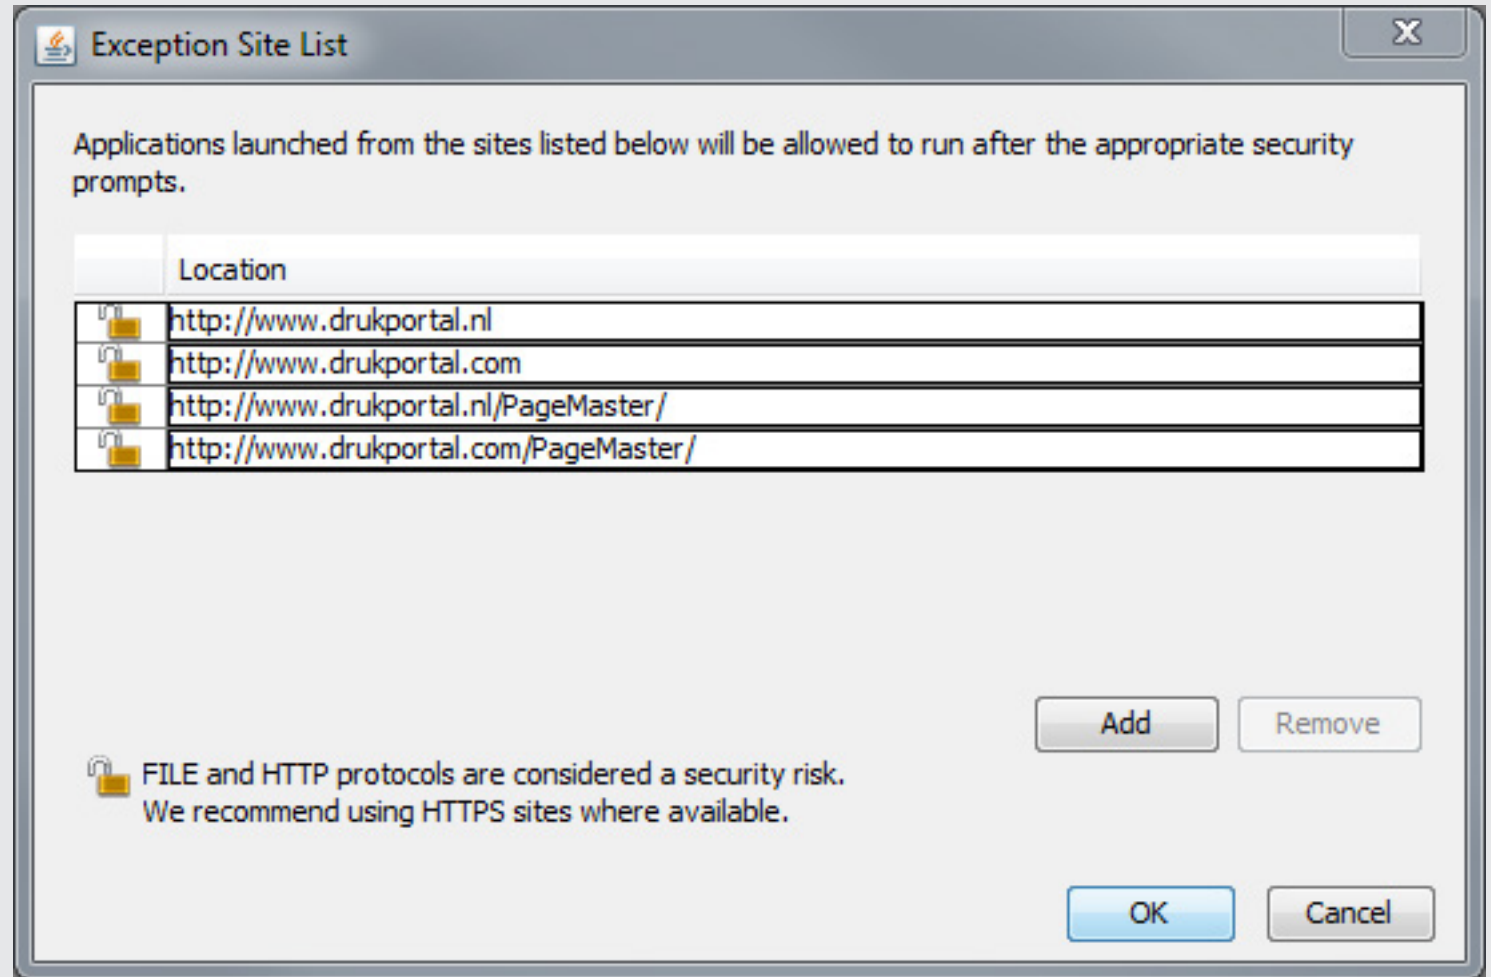 Exception Site List
Applications launched from the sites listed below will be allowed to run after the appropriate security
prompts.
Location
http://www.drukportal.nl
http://www.drukportal.com
http://www.drukportal.nl/PageMaster/
http://www.drukportal.com/PageMaster/
Add Remove
FILE and HTTP protocols are considered a security risk.
We recommend using HTTPS sites where available.
OK Cancel